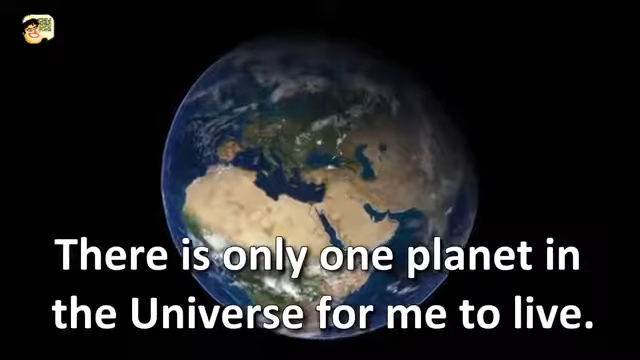 There is only one planet in
the Universe for me to live.